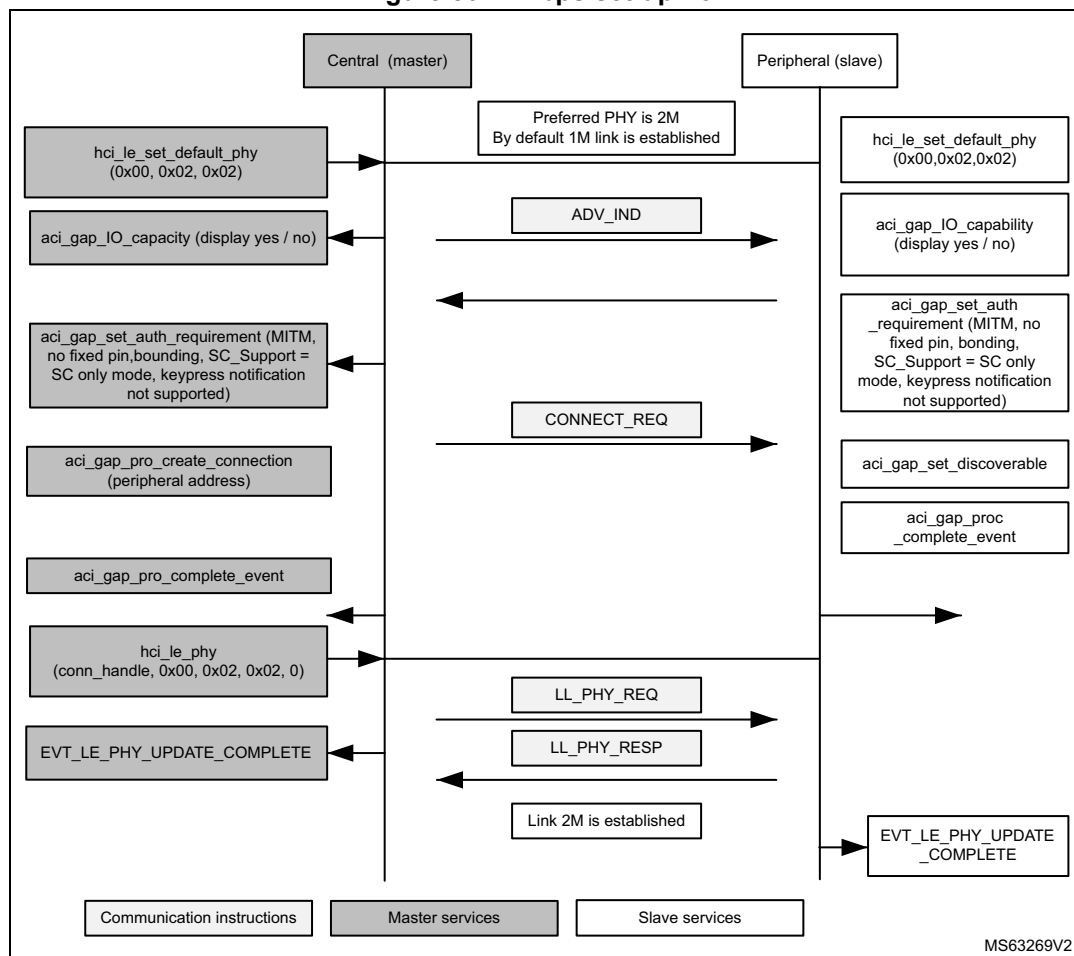 Central (master)
Peripheral (slave)
Preferred PHY is 2M
By default 1M link is established
hci_le_set_default_phy
(0x00, 0x02, 0x02)
hci_le_set_default_phy
(0x00,0x02,0x02)
ADV_IND
aci_gap_IO_capacity (display yes / no)
aci_gap_IO_capability
(display yes / no)
aci_gap_set_auth_requirement (MITM,
no fixed pin,bounding, SC_Support =
SC only mode, keypress notification
not supported)
aci_gap_set_auth
_requirement (MITM, no
fixed pin, bonding,
SC_Support = SC only
mode, keypress notification
not supported)
CONNECT_REQ
aci_gap_pro_create_connection
(peripheral address)
aci_gap_set_discoverable
aci_gap_proc
_complete_event
aci_gap_pro_complete_event
hci_le_phy
(conn_handle, 0x00, 0x02, 0x02, 0)
LL_PHY_REQ
EVT_LE_PHY_UPDATE_COMPLETE
LL_PHY_RESP
Link 2M is established
EVT_LE_PHY_UPDATE
_COMPLETE
Communication instructions
Master services
Slave services
MS63269V2